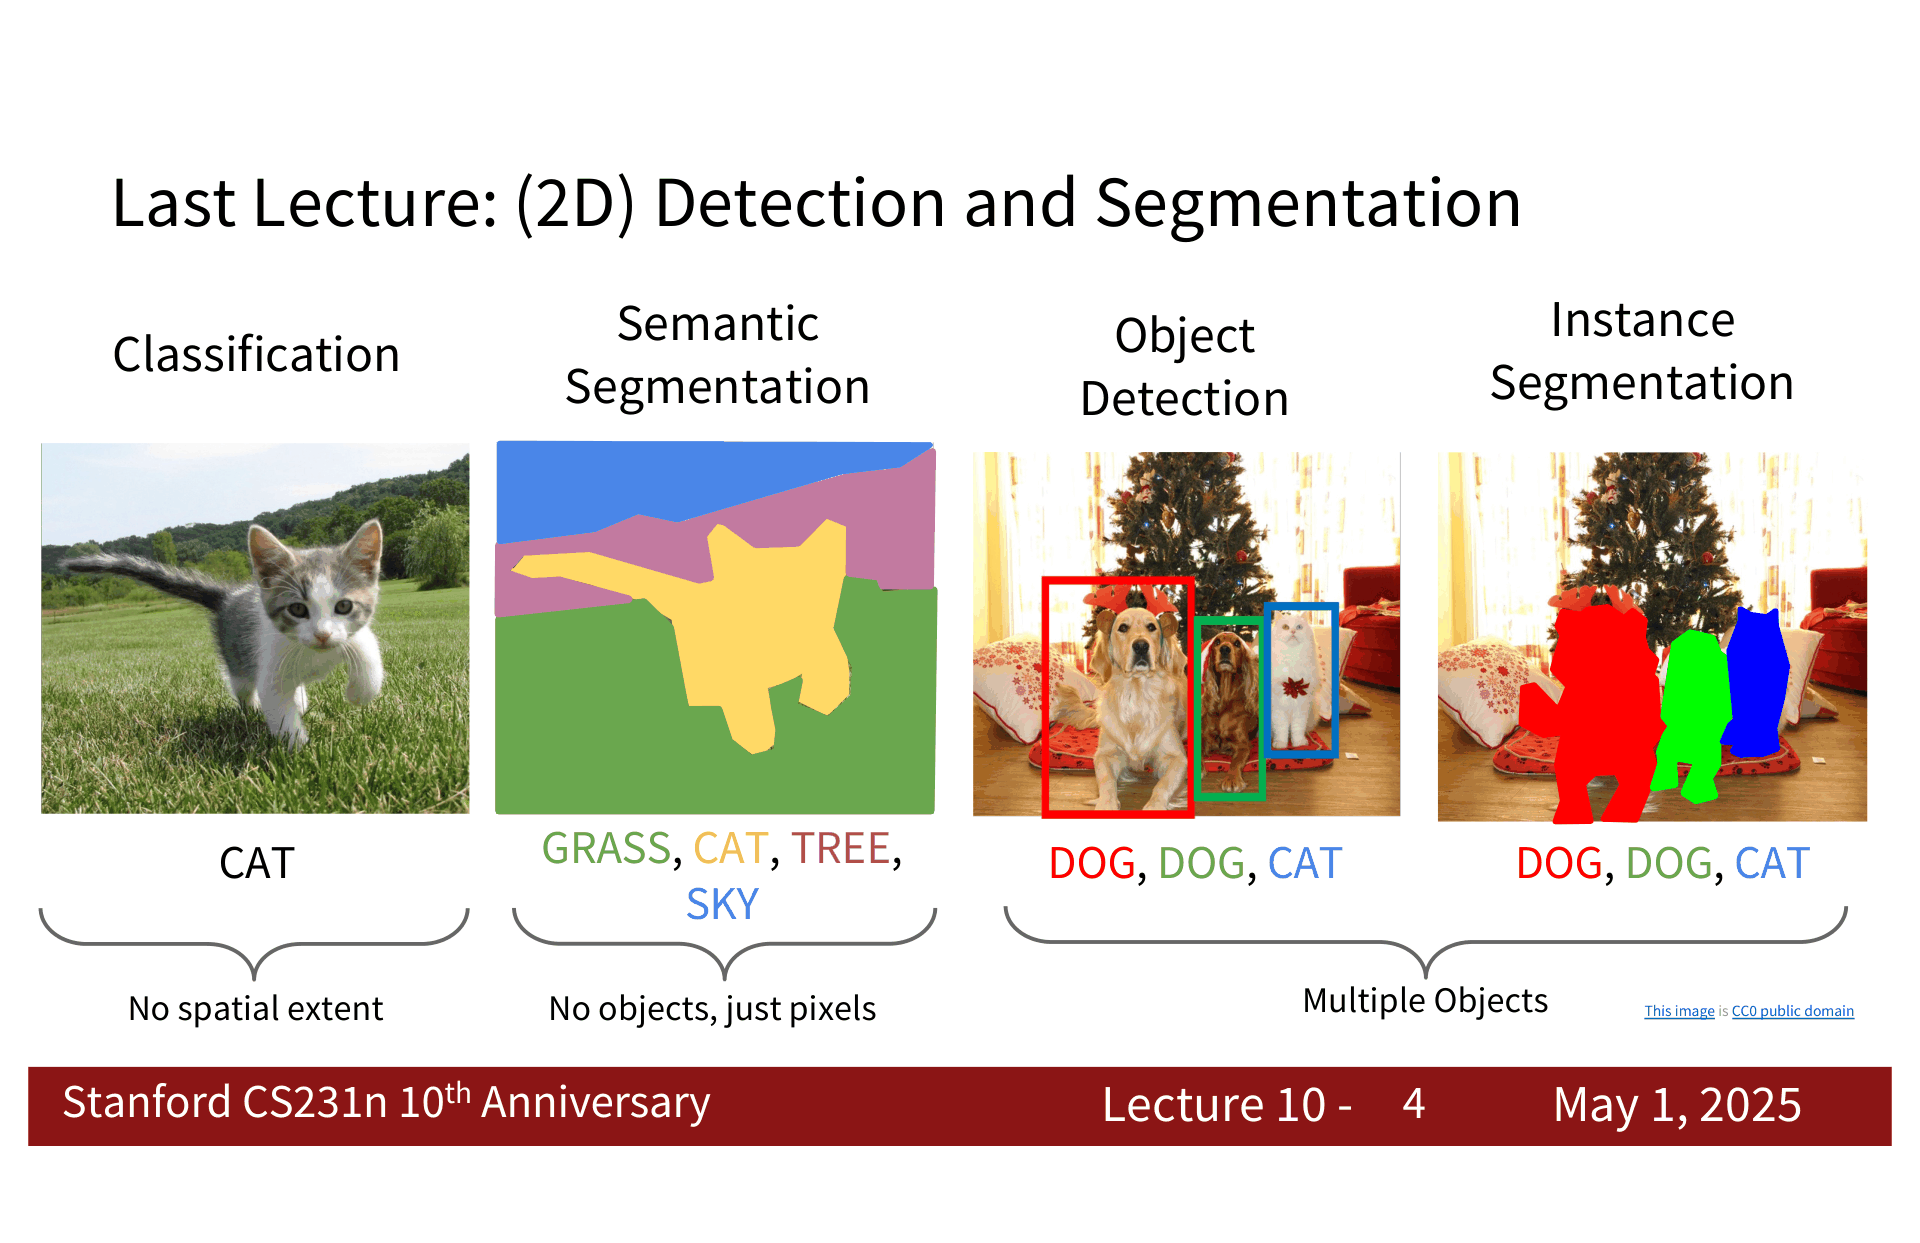 Last Lecture: (2D) Detection and Segmentation
Classification
Semantic
Segmentation
Object
Detection
Instance
Segmentation
CAT
GRASS, CAT, TREE,
SKY
DOG, DOG, CAT
DOG, DOG, CAT
No spatial extent
No objects, just pixels
Multiple Objects
This image is CC0 public domain
Stanford CS231n 10th Anniversary
Lecture 10 - 4
May 1, 2025